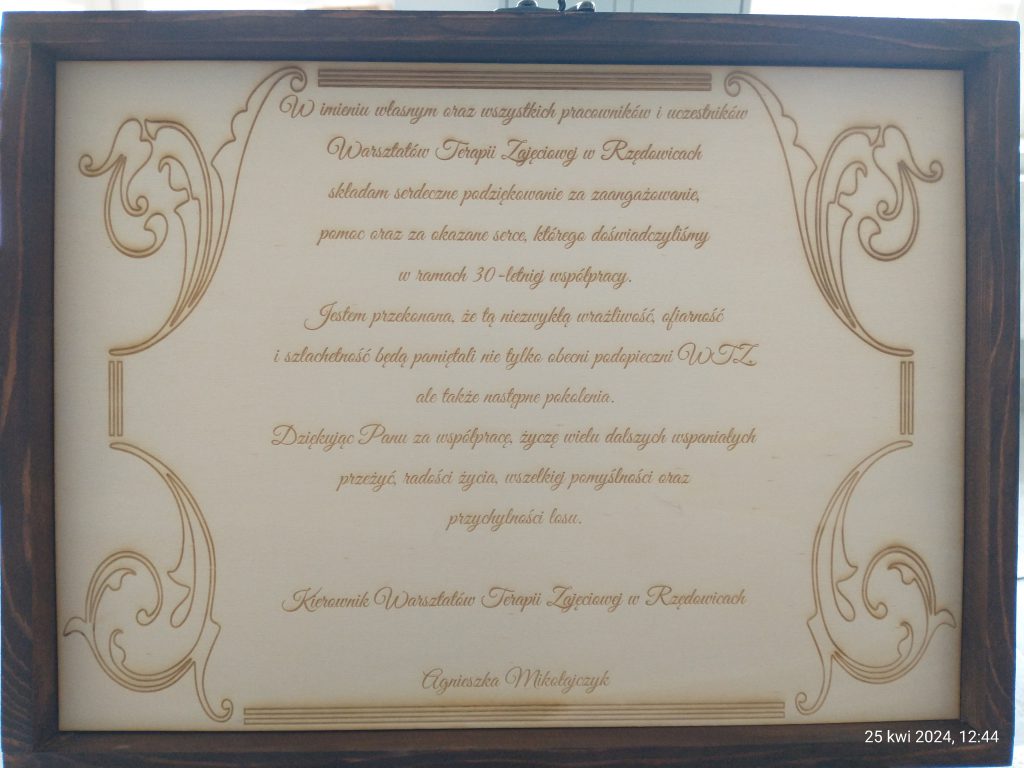 W imieniu własnym oraz wszystkich pracowników i uczestników
Warsztatów Terapii Zajęciowej w Rzędowicach
składam serdeczne podziękowanie za zaangażowanie,
pomoc oraz za okazane serce, którego doświadczyliśmy
w ramach 30-letniej współpracy.
Jestem przekonana, że tą niezwykłą wrażliwość, ofiarność
i szlachetność będą pamiętali nie tylko obecni podopieczni WTZ,
ale także następne pokolenia.
Dziękując Panu za współpracę, życzę wielu dalszych wspaniałych
przeżyć, radości życia, wszelkiej pomyślności oraz
przychylności losu.
Kierownik Warsztatów Terapii Zajęciowej w Rzędowicach
Agnieszka Mikołajczyk
25 kwi 2024, 12:44